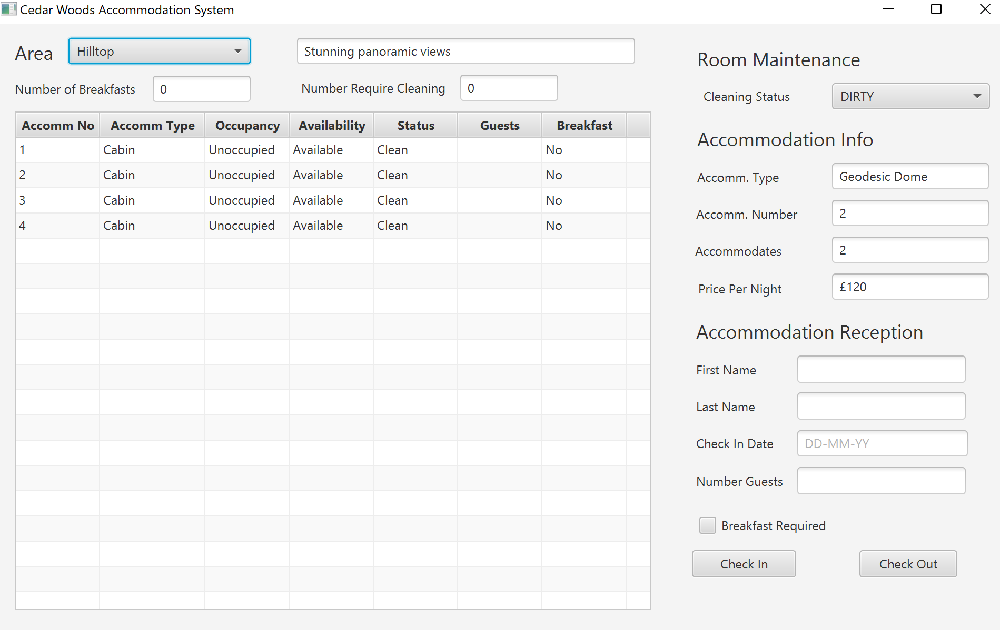 Cedar Woods Accommodation System
Area Hilltop Stunning panoramic views
Number of Breakfasts 0 Number Require Cleaning 0
Accomm No Accomm Type Occupancy Availability Status Guests Breakfast
1 Cabin Unoccupied Available Clean No
2 Cabin Unoccupied Available Clean No
3 Cabin Unoccupied Available Clean No
4 Cabin Unoccupied Available Clean No
Room Maintenance
Cleaning Status DIRTY
Accommodation Info
Accomm. Type Geodesic Dome
Accomm. Number 2
Accommodates 2
Price Per Night £120
Accommodation Reception
First Name
Last Name
Check In Date DD-MM-YY
Number Guests
Breakfast Required
Check In Check Out